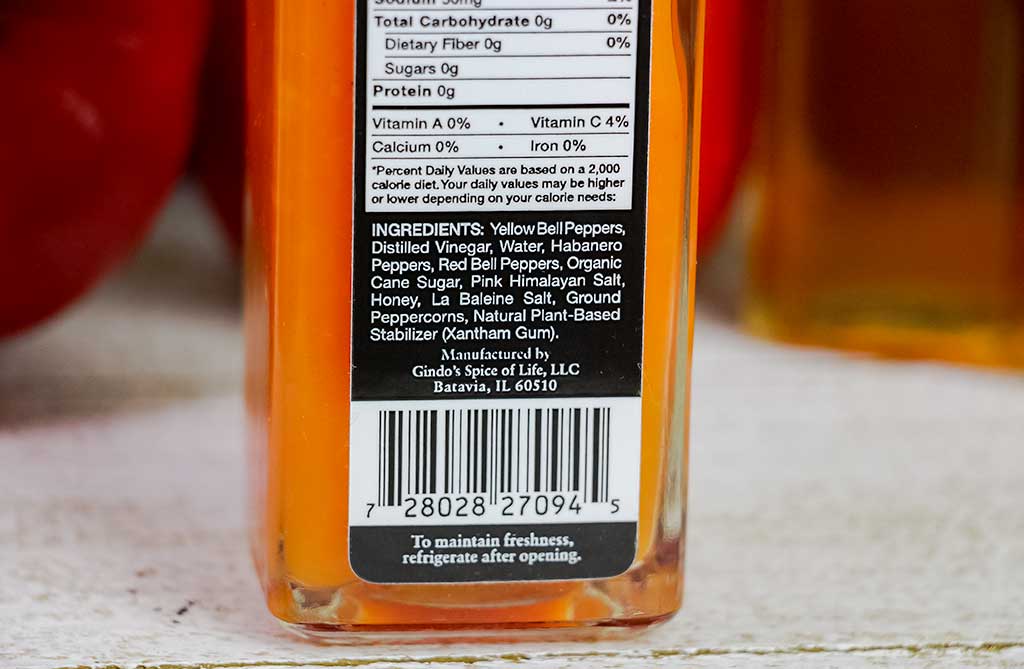 Sodium 50mg 2%
Total Carbohydrate 0g 0%
Dietary Fiber 0g 0%
Sugars 0g
Protein 0g
Vitamin A 0% • Vitamin C 4%
Calcium 0% • Iron 0%
*Percent Daily Values are based on a 2,000
calorie diet. Your daily values may be higher
or lower depending on your calorie needs:
INGREDIENTS: Yellow Bell Peppers,
Distilled Vinegar, Water, Habanero
Peppers, Red Bell Peppers, Organic
Cane Sugar, Pink Himalayan Salt,
Honey, La Baleine Salt, Ground
Peppercorns, Natural Plant-Based
Stabilizer (Xantham Gum).
Manufactured by
Gindo's Spice of Life, LLC
Batavia, IL 60510
7 28028 27094 5
To maintain freshness,
refrigerate after opening.